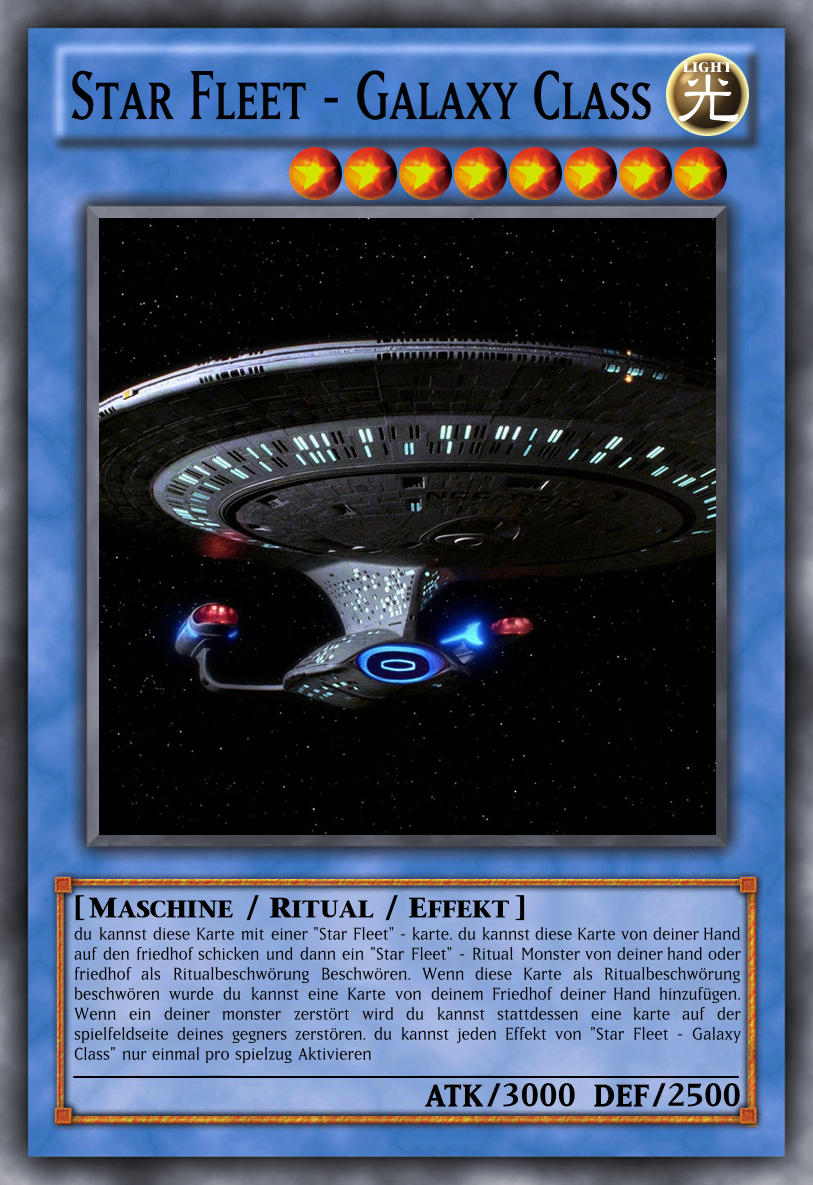 Star Fleet - Galaxy Class
LIGHT
光
[Maschine / Ritual / Effekt]
du kannst diese Karte mit einer "Star Fleet" - karte. du kannst diese Karte von deiner Hand
auf den friedhof schicken und dann ein "Star Fleet" - Ritual Monster von deiner hand oder
friedhof als Ritualbeschwörung Beschwören. Wenn diese Karte als Ritualbeschwörung
beschwören wurde du kannst eine Karte von deinem Friedhof deiner Hand hinzufügen.
Wenn ein deiner monster zerstört wird du kannst stattdessen eine karte auf der
spielfeldseite deines gegners zerstören. du kannst jeden Effekt von "Star Fleet - Galaxy
Class" nur einmal pro spielzug Aktivieren
ATK/3000 DEF/2500